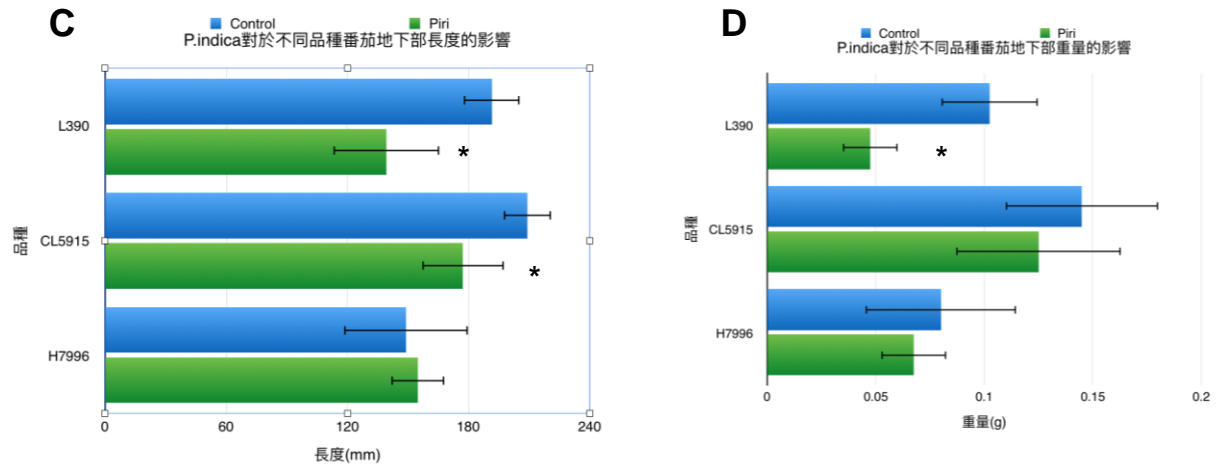 C
Control Piri
P.indica對於不同品種番茄地下部長度的影響
L390
*
品種
CL5915
*
H7996
0 60 120 180 240
長度(mm)
D
Control Piri
P.indica對於不同品種番茄地下部重量的影響
L390
*
品種
CL5915
H7996
0 0.05 0.1 0.15 0.2
重量(g)